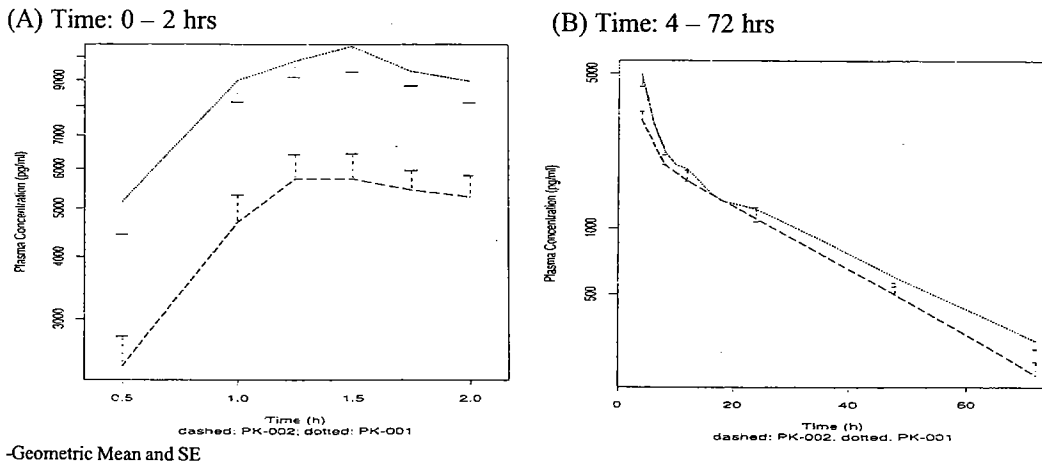 (A) Time: 0 – 2 hrs
9000
7000
6000
5000
4000
3000
Plasma Concentration (pg/ml)
0.5
1.0
1.5
2.0
Time (h)
dashed: PK-002; dotted: PK-001
-Geometric Mean and SE
(B) Time: 4 – 72 hrs
5000
1000
500
Plasma Concentration (pg/ml)
0
20
40
60
Time (h)
dashed: PK-002. dotted. PK-001